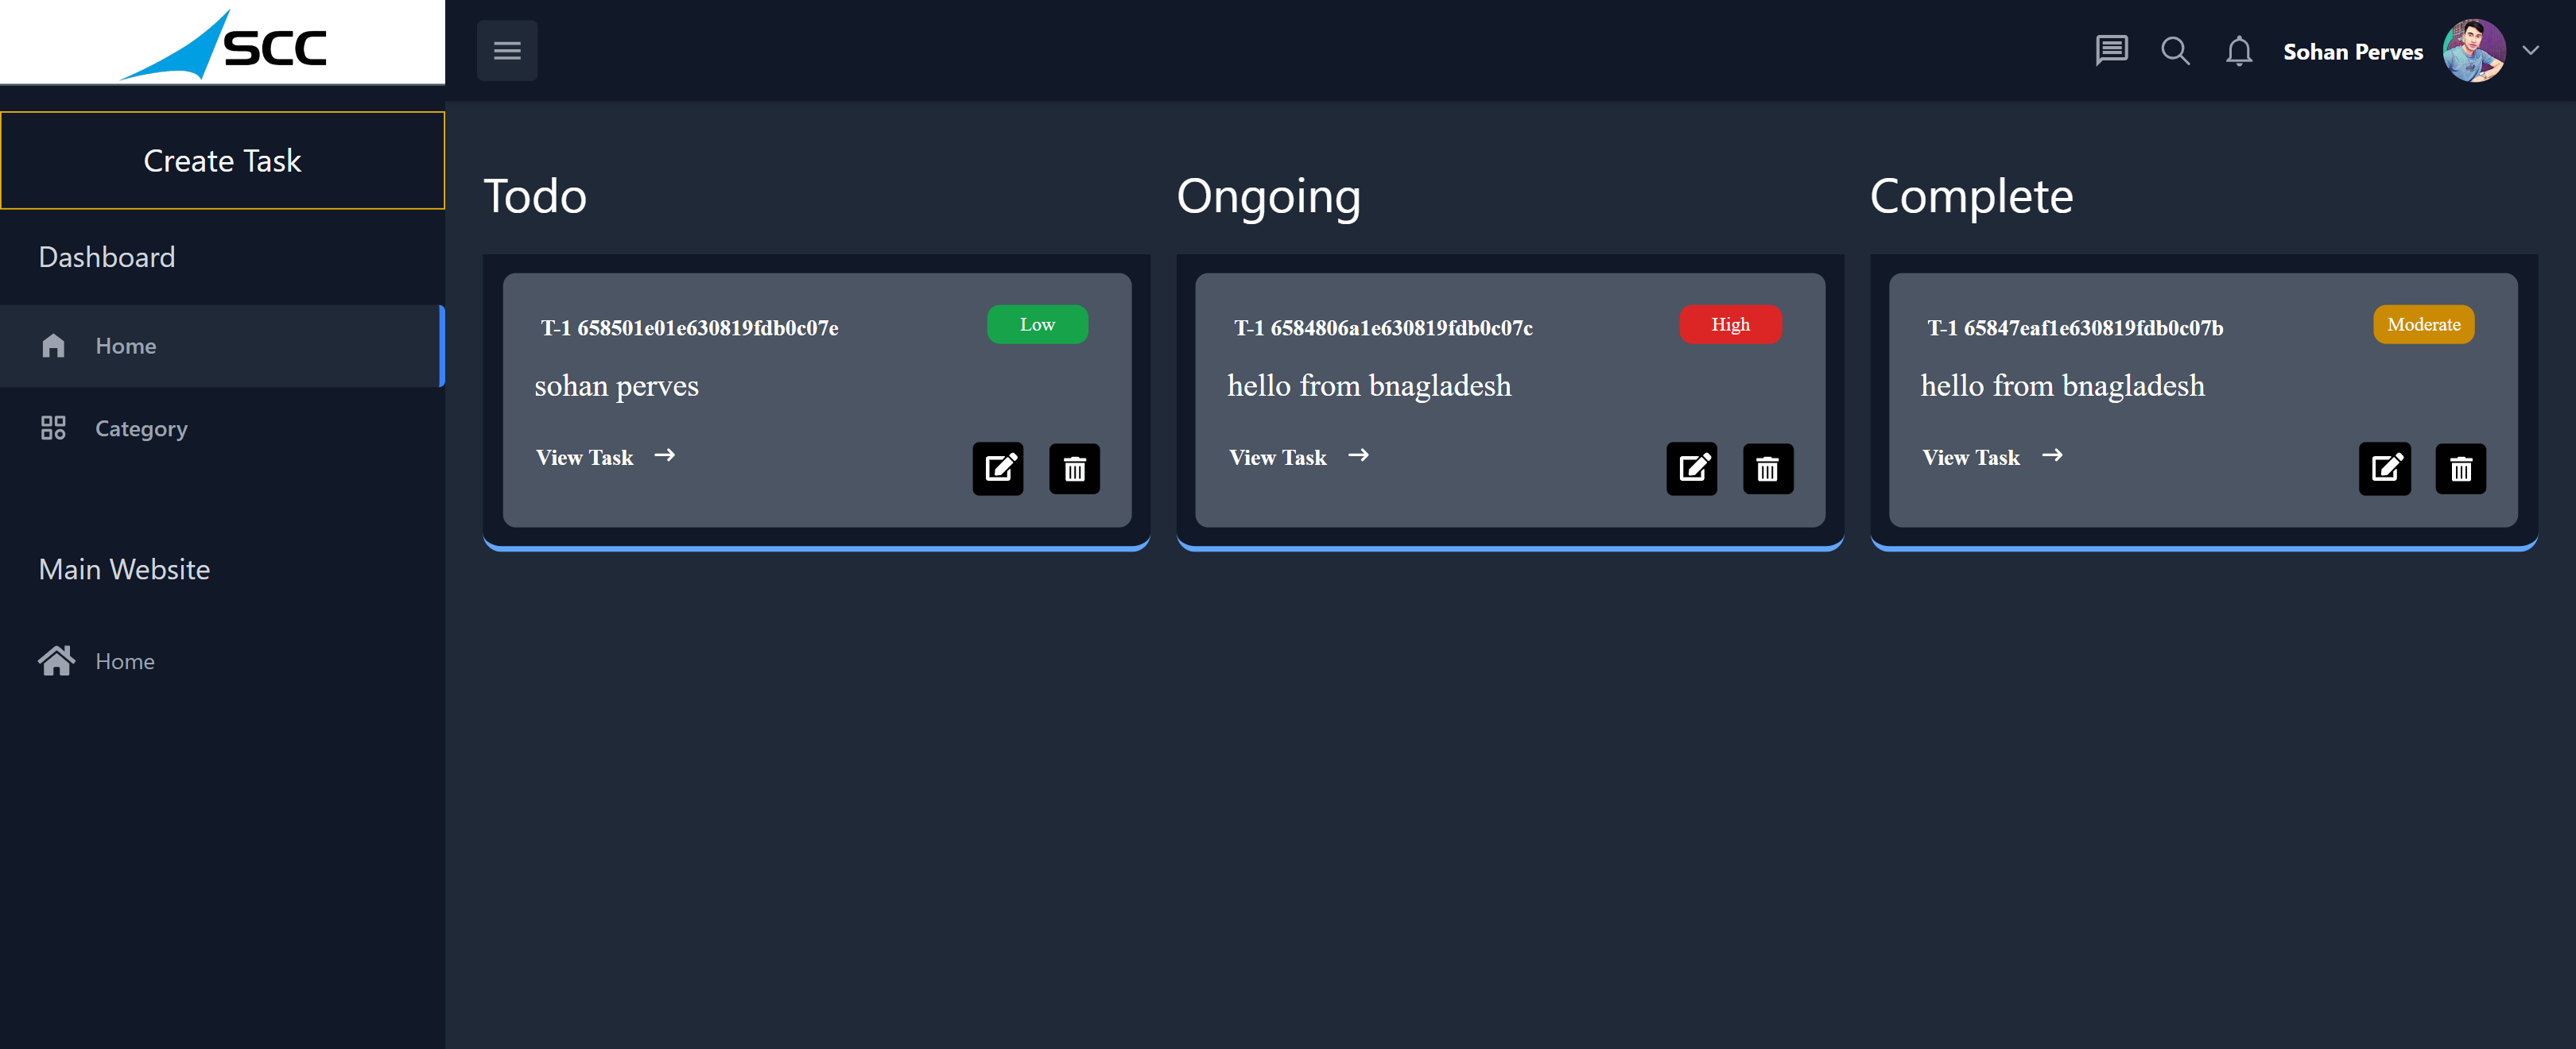 SCC
Sohan Perves
Create Task
Dashboard
Home
Category
Main Website
Home
Todo
T-1 658501e01e630819fdb0c07e
Low
sohan perves
View Task →
Ongoing
T-1 6584806a1e630819fdb0c07c
High
hello from bnagladesh
View Task →
Complete
T-1 65847eaf1e630819fdb0c07b
Moderate
hello from bnagladesh
View Task →